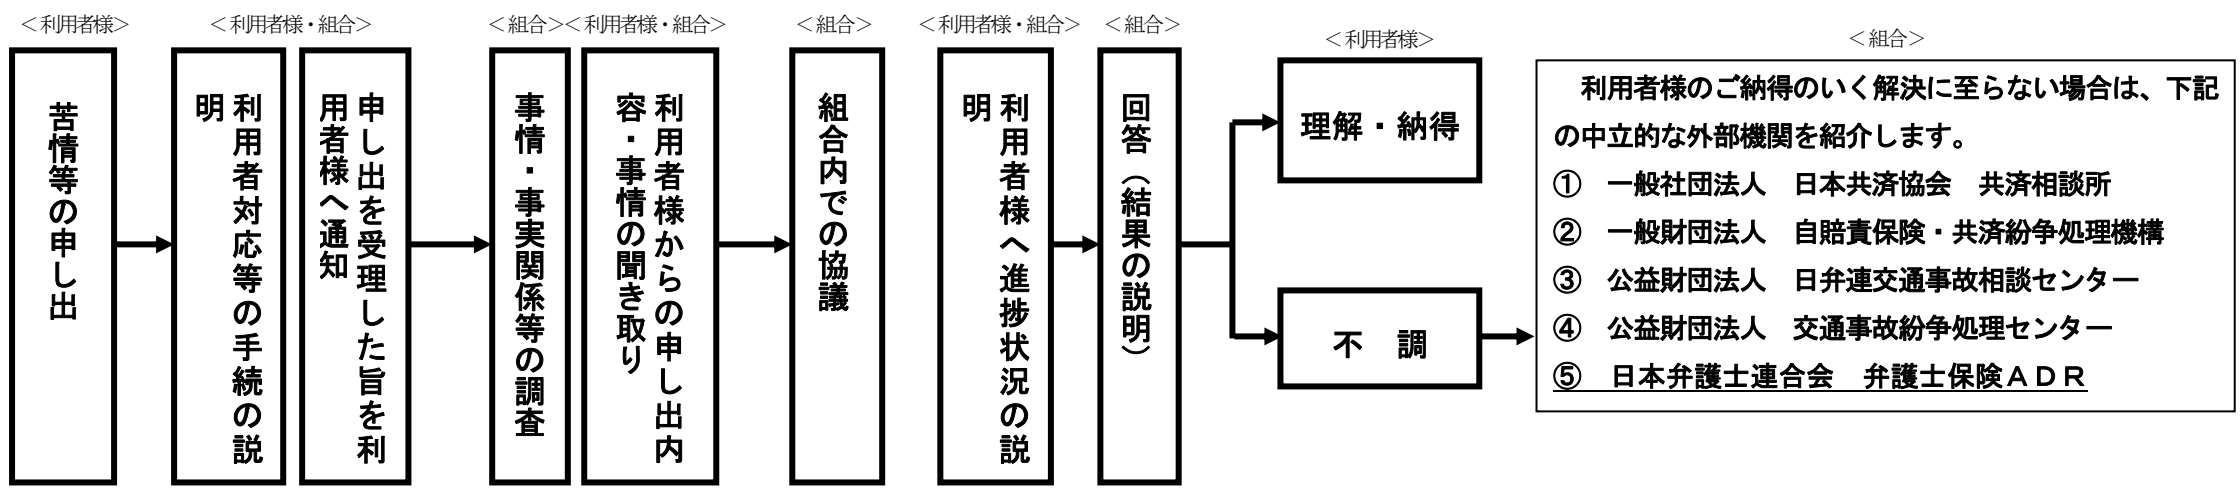 ＜利用者様＞
苦情等の申し出
＜利用者様・組合＞
利用者対応等の手続の説
明
申し出を受理した旨を利
用者様へ通知
＜組合＞
事情・事実関係等の調査
＜利用者様・組合＞
利用者様からの申し出内
容・事情の聞き取り
＜組合＞
組合内での協議
＜利用者様・組合＞
利用者様へ進捗状況の説
明
＜組合＞
回答（結果の説明）
＜利用者様＞
理解・納得
不　調
＜組合＞
利用者様のご納得のいく解決に至らない場合は、下記
の中立的な外部機関を紹介します。
①　一般社団法人　日本共済協会　共済相談所
②　一般財団法人　自賠責保険・共済紛争処理機構
③　公益財団法人　日弁連交通事故相談センター
④　公益財団法人　交通事故紛争処理センター
⑤　日本弁護士連合会　弁護士保険ＡＤＲ